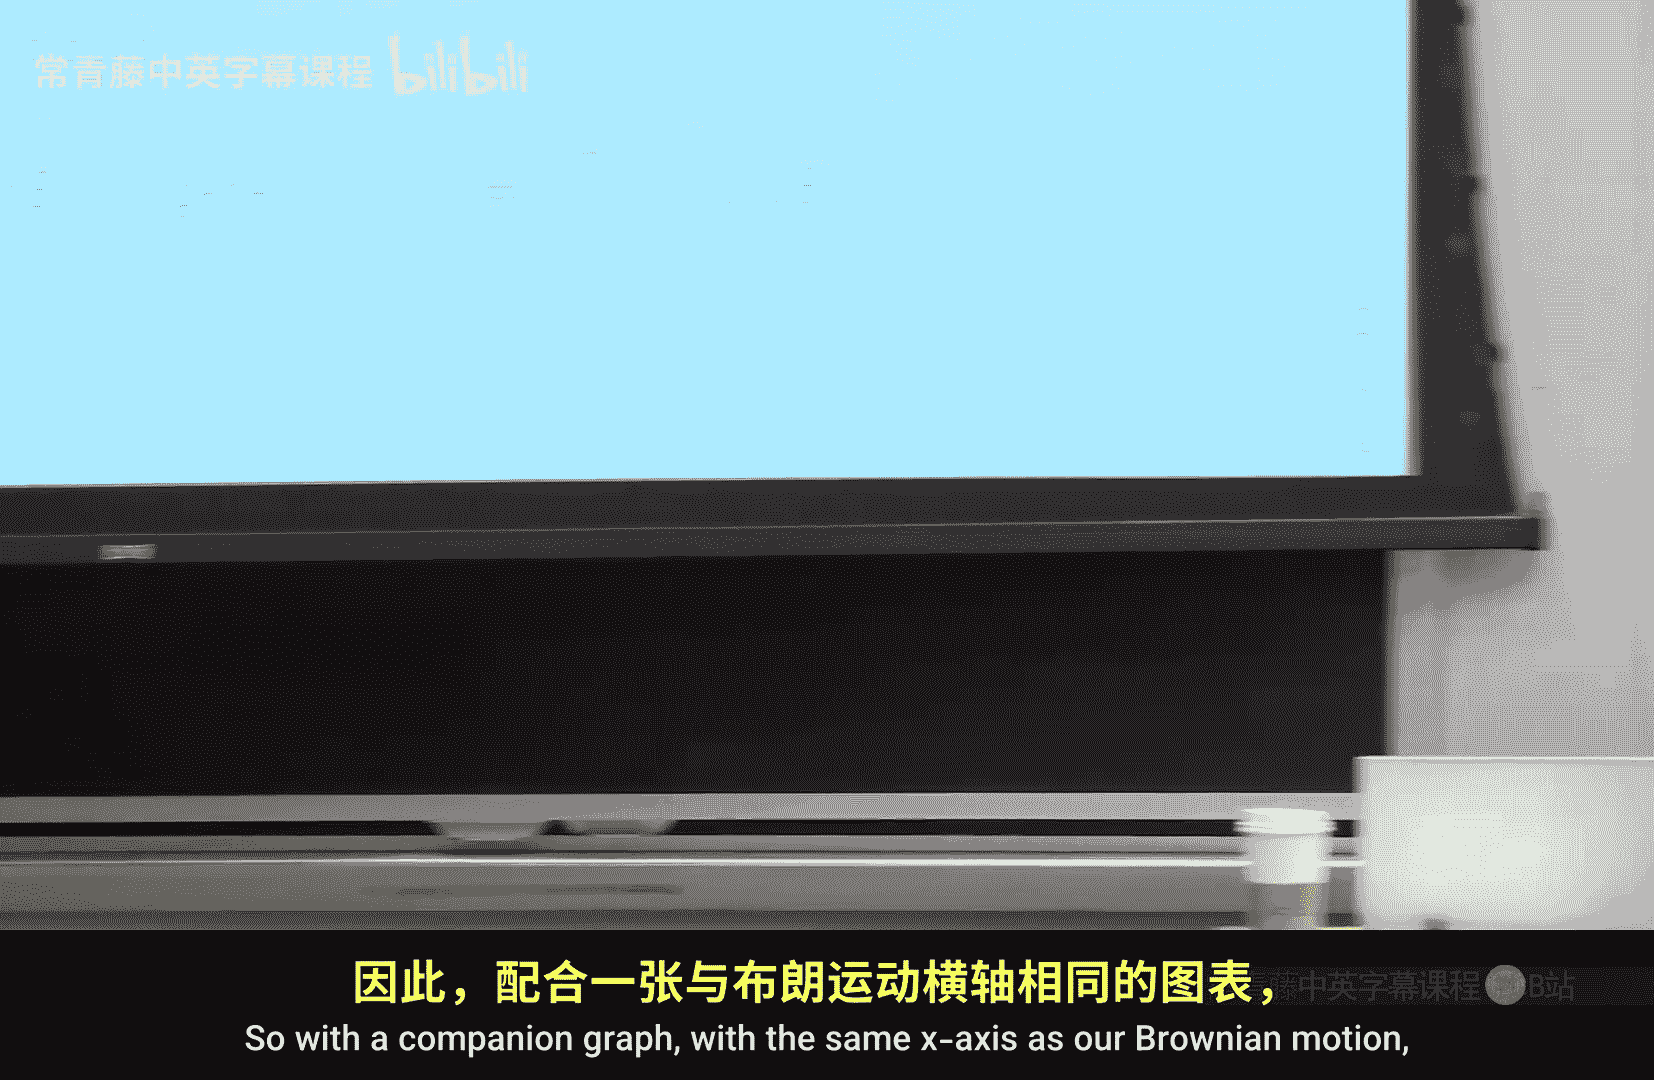 常青藤中英字幕课程 bilibili
因此，配合一张与布朗运动横轴相同的图表，
藤中英字幕课程 B站
So with a companion graph, with the same x-axis as our Brownian motion,